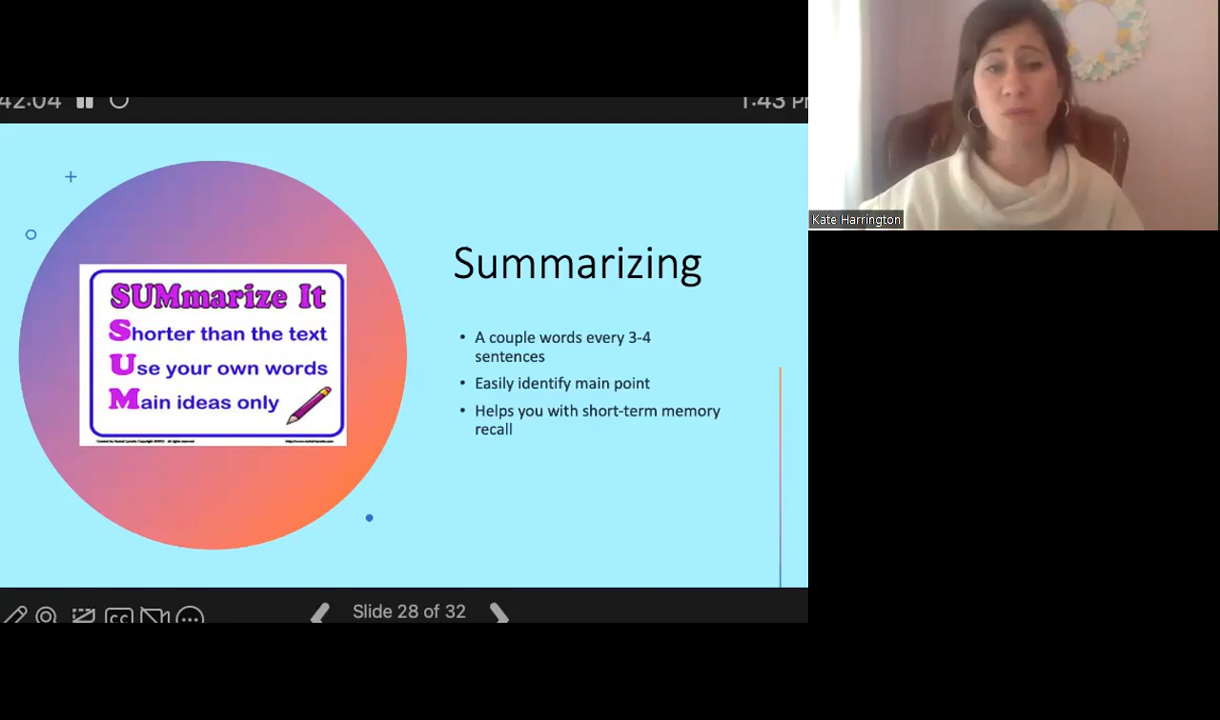 42:04
1:43 P
Kate Harrington
SUMmarize It
Shorter than the text
Use your own words
Main ideas only
Summarizing
• A couple words every 3-4
sentences
• Easily identify main point
• Helps you with short-term memory
recall
CC
Slide 28 of 32